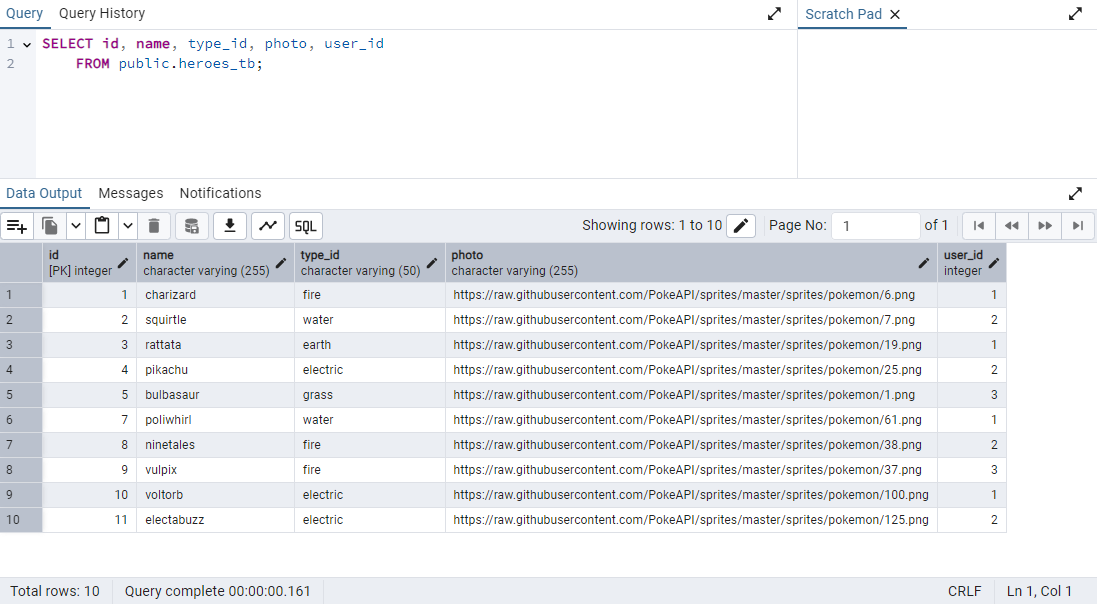 Query Query History Scratch Pad
1 SELECT id, name, type_id, photo, user_id
2 FROM public.heroes_tb;
Data Output Messages Notifications
SQL Showing rows: 1 to 10 Page No: 1 of 1
id name type_id photo user_id
[PK] integer character varying (255) character varying (50) character varying (255) integer
1 1 charizard fire https://raw.githubusercontent.com/PokeAPI/sprites/master/sprites/pokemon/6.png 1
2 2 squirtle water https://raw.githubusercontent.com/PokeAPI/sprites/master/sprites/pokemon/7.png 2
3 3 rattata earth https://raw.githubusercontent.com/PokeAPI/sprites/master/sprites/pokemon/19.png 1
4 4 pikachu electric https://raw.githubusercontent.com/PokeAPI/sprites/master/sprites/pokemon/25.png 2
5 5 bulbasaur grass https://raw.githubusercontent.com/PokeAPI/sprites/master/sprites/pokemon/1.png 3
6 7 poliwhirl water https://raw.githubusercontent.com/PokeAPI/sprites/master/sprites/pokemon/61.png 1
7 8 ninetales fire https://raw.githubusercontent.com/PokeAPI/sprites/master/sprites/pokemon/38.png 2
8 9 vulpix fire https://raw.githubusercontent.com/PokeAPI/sprites/master/sprites/pokemon/37.png 3
9 10 voltorb electric https://raw.githubusercontent.com/PokeAPI/sprites/master/sprites/pokemon/100.png 1
10 11 electabuzz electric https://raw.githubusercontent.com/PokeAPI/sprites/master/sprites/pokemon/125.png 2
Total rows: 10 Query complete 00:00:00.161 CRLF Ln 1, Col 1